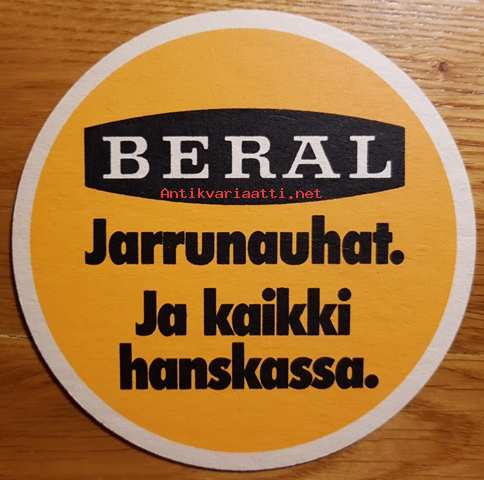 BERAL
Antikvariaatti.net
Jarrunauhat.
Ja kaikki
hanskassa.